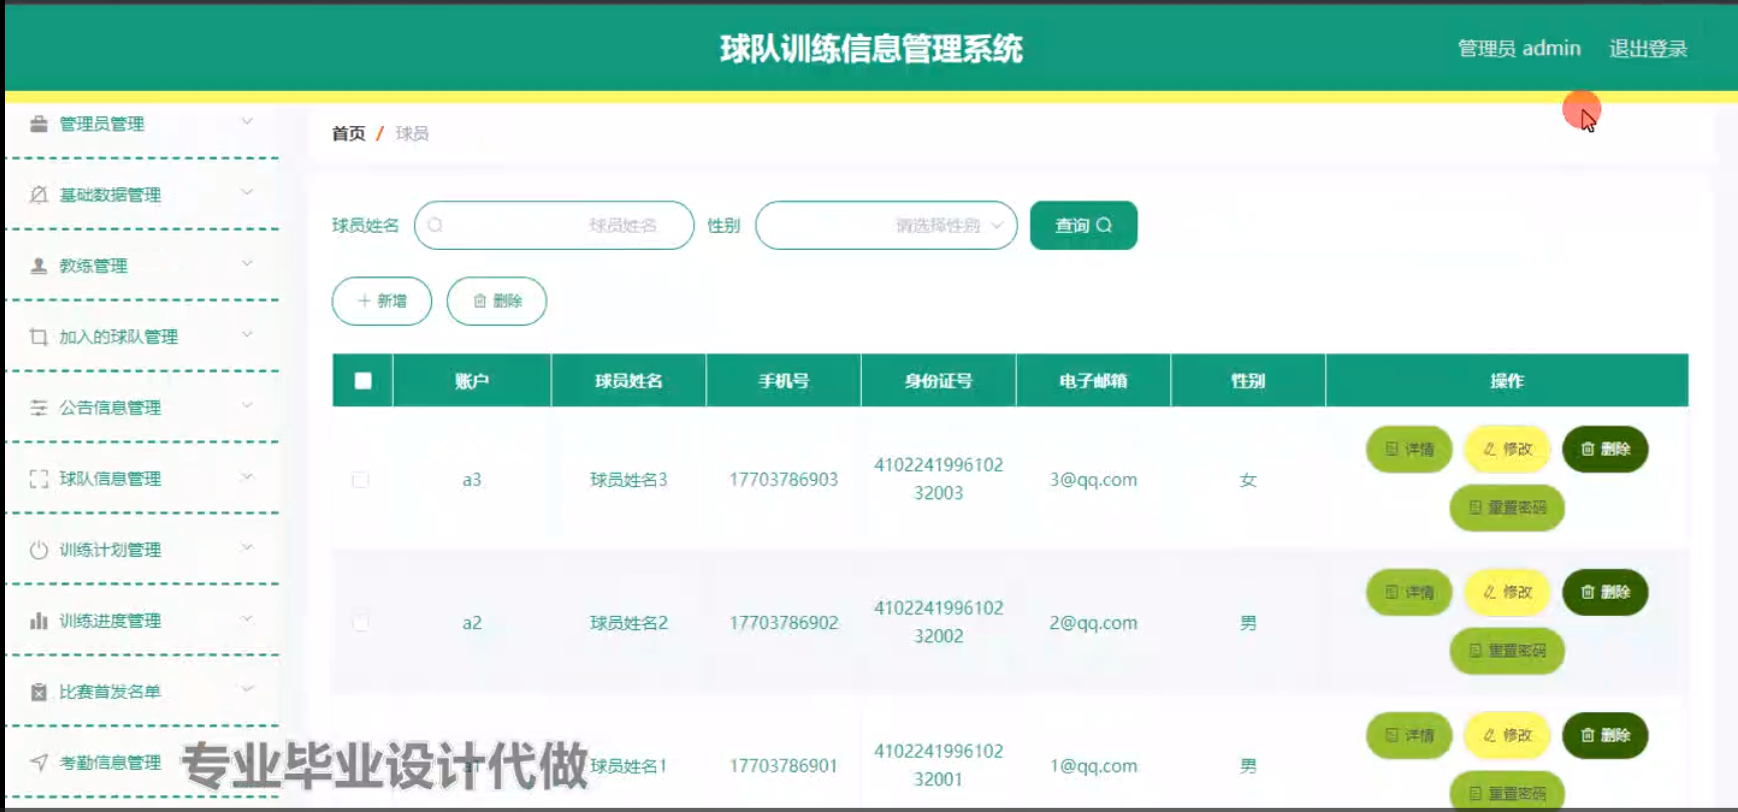 球队训练信息管理系统
管理员 admin 退出登录
管理员管理
首页 / 球员
基础数据管理
球员姓名 球员姓名 性别 请选择性别 查询
教练管理
新增 删除
加入的球队管理
账户 球员姓名 手机号 身份证号 电子邮箱 性别 操作
公告信息管理
球队信息管理
a3 球员姓名3 17703786903 4102241996102
32003 3@qq.com 女 详情 修改 删除
重置密码
训练计划管理
训练进度管理
a2 球员姓名2 17703786902 4102241996102
32002 2@qq.com 男 详情 修改 删除
重置密码
比赛首发名单
考勤信息管理
a1 球员姓名1 17703786901 4102241996102
32001 1@qq.com 男 详情 修改 删除
重置密码
专业毕业设计代做